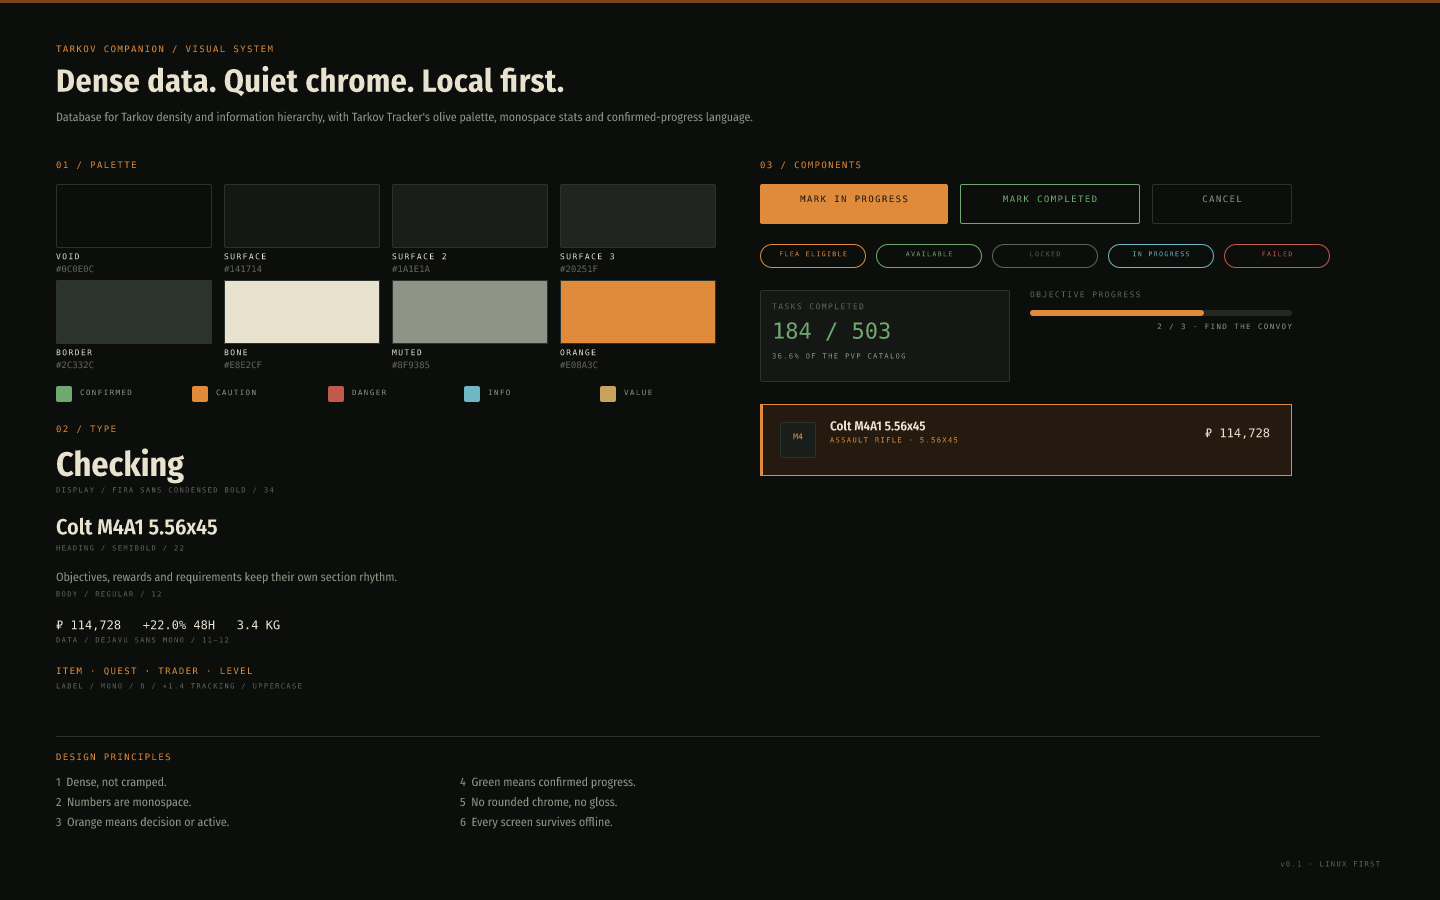 TARKOV COMPANION / VISUAL SYSTEM
Dense data. Quiet chrome. Local first.
Database for Tarkov density and information hierarchy, with Tarkov Tracker's olive palette, monospace stats and confirmed-progress language.
01 / PALETTE
VOID
#0C0E0C
SURFACE
#141714
SURFACE 2
#1A1E1A
SURFACE 3
#20251F
BORDER
#2C332C
BONE
#E8E2CF
MUTED
#8F9385
ORANGE
#E08A3C
CONFIRMED
CAUTION
DANGER
INFO
VALUE
02 / TYPE
Checking
DISPLAY / FIRA SANS CONDENSED BOLD / 34
Colt M4A1 5.56x45
HEADING / SEMIBOLD / 22
Objectives, rewards and requirements keep their own section rhythm.
BODY / REGULAR / 12
₽ 114,728 +22.0% 48H 3.4 KG
DATA / DEJAVU SANS MONO / 11–12
ITEM · QUEST · TRADER · LEVEL
LABEL / MONO / 8 / +1.4 TRACKING / UPPERCASE
03 / COMPONENTS
MARK IN PROGRESS
MARK COMPLETED
CANCEL
FLEA ELIGIBLE
AVAILABLE
LOCKED
IN PROGRESS
FAILED
TASKS COMPLETED
184 / 503
36.6% OF THE PVP CATALOG
OBJECTIVE PROGRESS
2 / 3 · FIND THE CONVOY
M4
Colt M4A1 5.56x45
ASSAULT RIFLE · 5.56X45
₽ 114,728
DESIGN PRINCIPLES
1 Dense, not cramped.
2 Numbers are monospace.
3 Orange means decision or active.
4 Green means confirmed progress.
5 No rounded chrome, no gloss.
6 Every screen survives offline.
v0.1 · LINUX FIRST